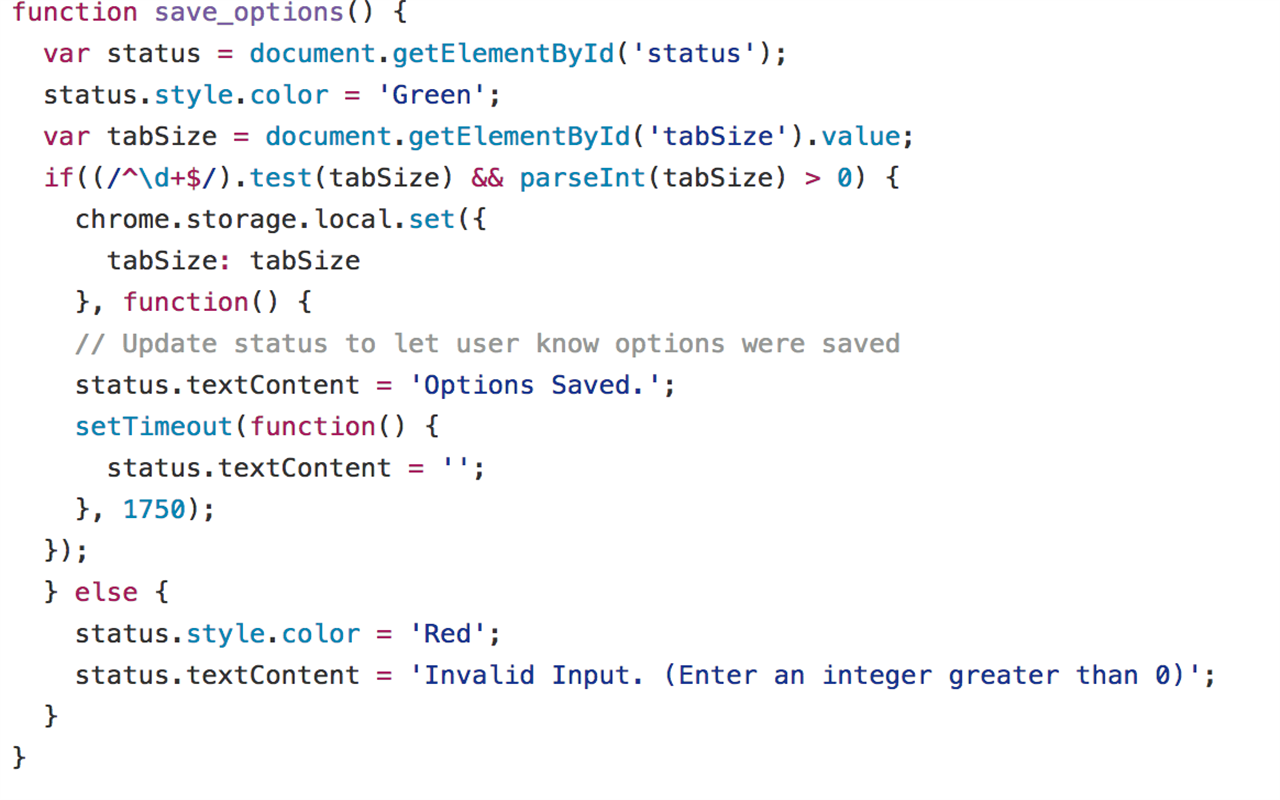 function save_options() {
  var status = document.getElementById('status');
  status.style.color = 'Green';
  var tabSize = document.getElementById('tabSize').value;
  if((/^\d+$/).test(tabSize) && parseInt(tabSize) > 0) {
    chrome.storage.local.set({
      tabSize: tabSize
    }, function() {
    // Update status to let user know options were saved
    status.textContent = 'Options Saved.';
    setTimeout(function() {
      status.textContent = '';
    }, 1750);
  });
  } else {
    status.style.color = 'Red';
    status.textContent = 'Invalid Input. (Enter an integer greater than 0)';
  }
}